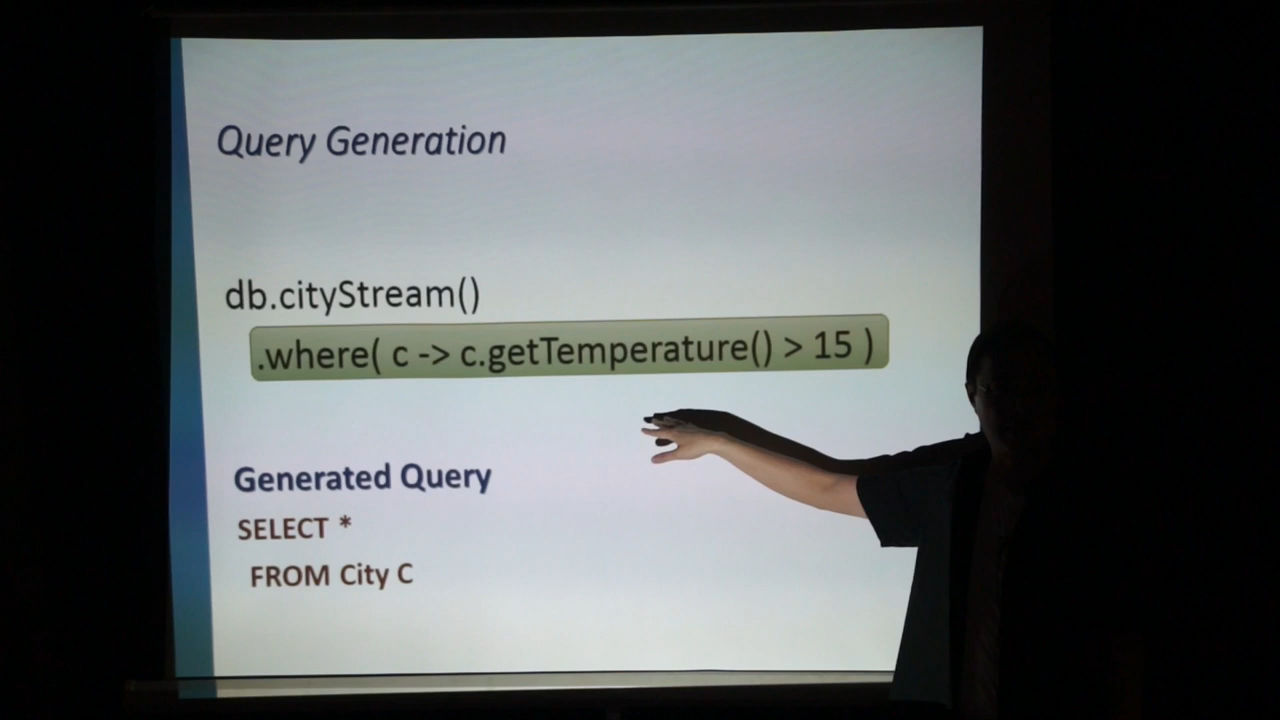 Query Generation
db.cityStream()
.where( c -> c.getTemperature() > 15 )
Generated Query
SELECT *
FROM City C